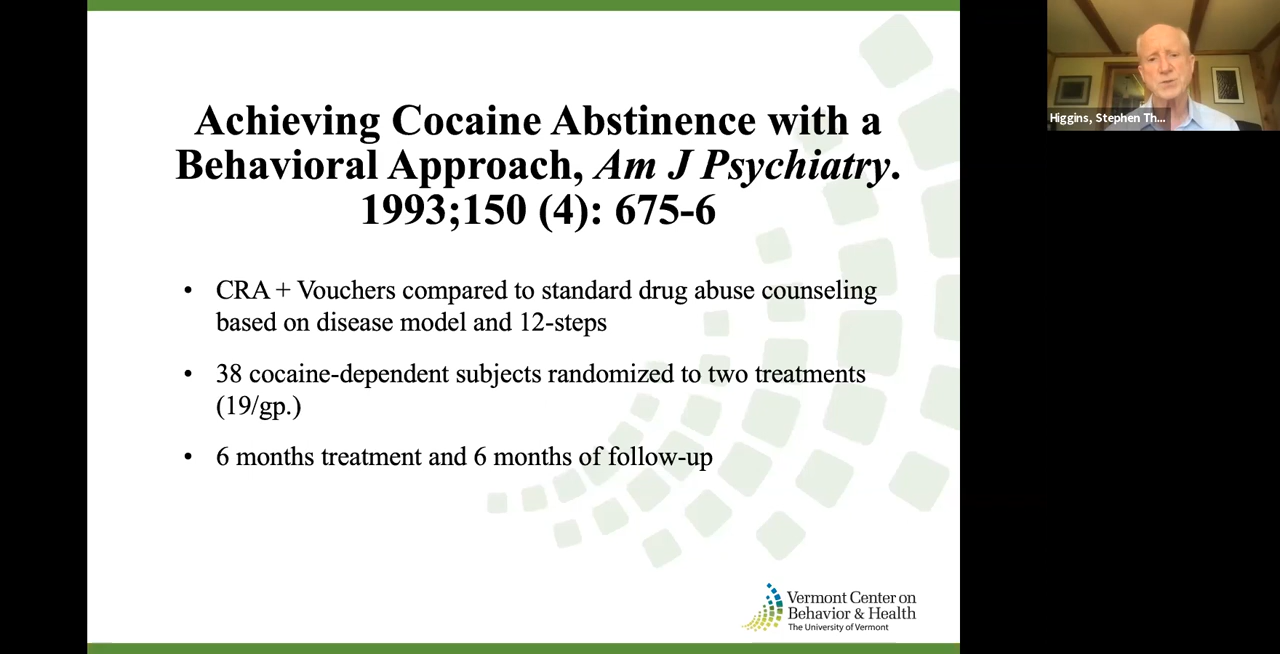 Achieving Cocaine Abstinence with a
Behavioral Approach, Am J Psychiatry.
1993;150 (4): 675-6
• CRA + Vouchers compared to standard drug abuse counseling
based on disease model and 12-steps
• 38 cocaine-dependent subjects randomized to two treatments
(19/gp.)
• 6 months treatment and 6 months of follow-up
Vermont Center on
Behavior & Health
The University of Vermont
Higgins, Stephen Th...